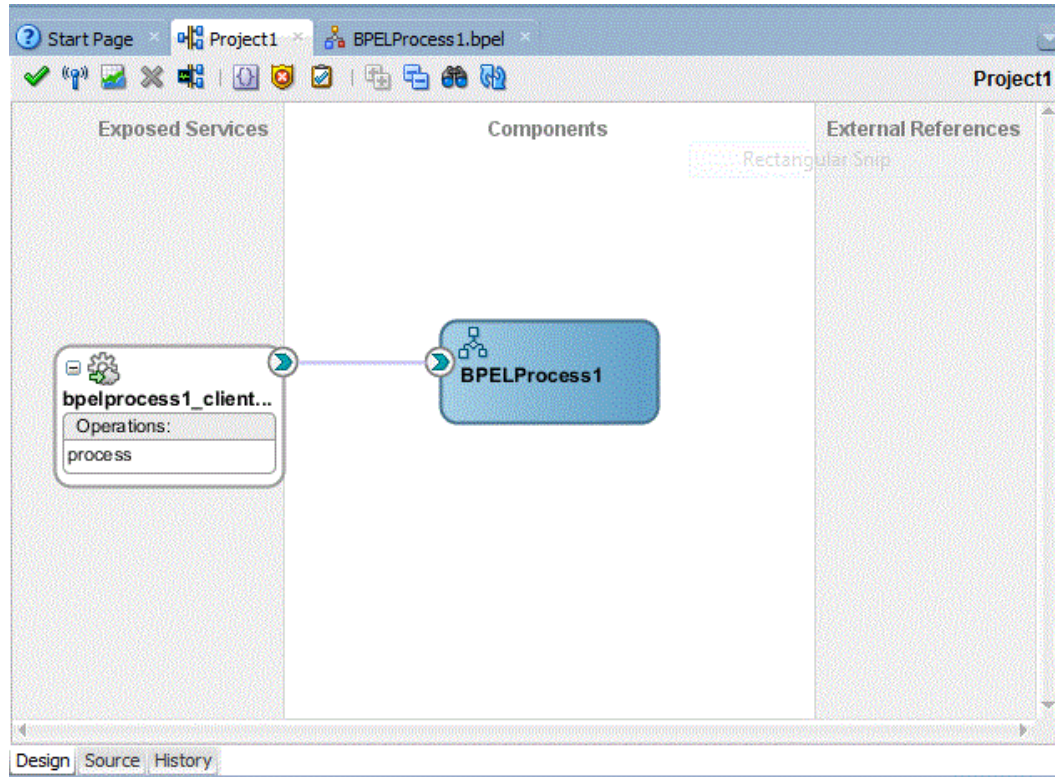 Start Page Project1 BPELProcess1.bpel
Project1
Exposed Services Components External References
Rectangular Snip
bpelprocess1_client...
Operations:
process
BPELProcess1
Design Source History